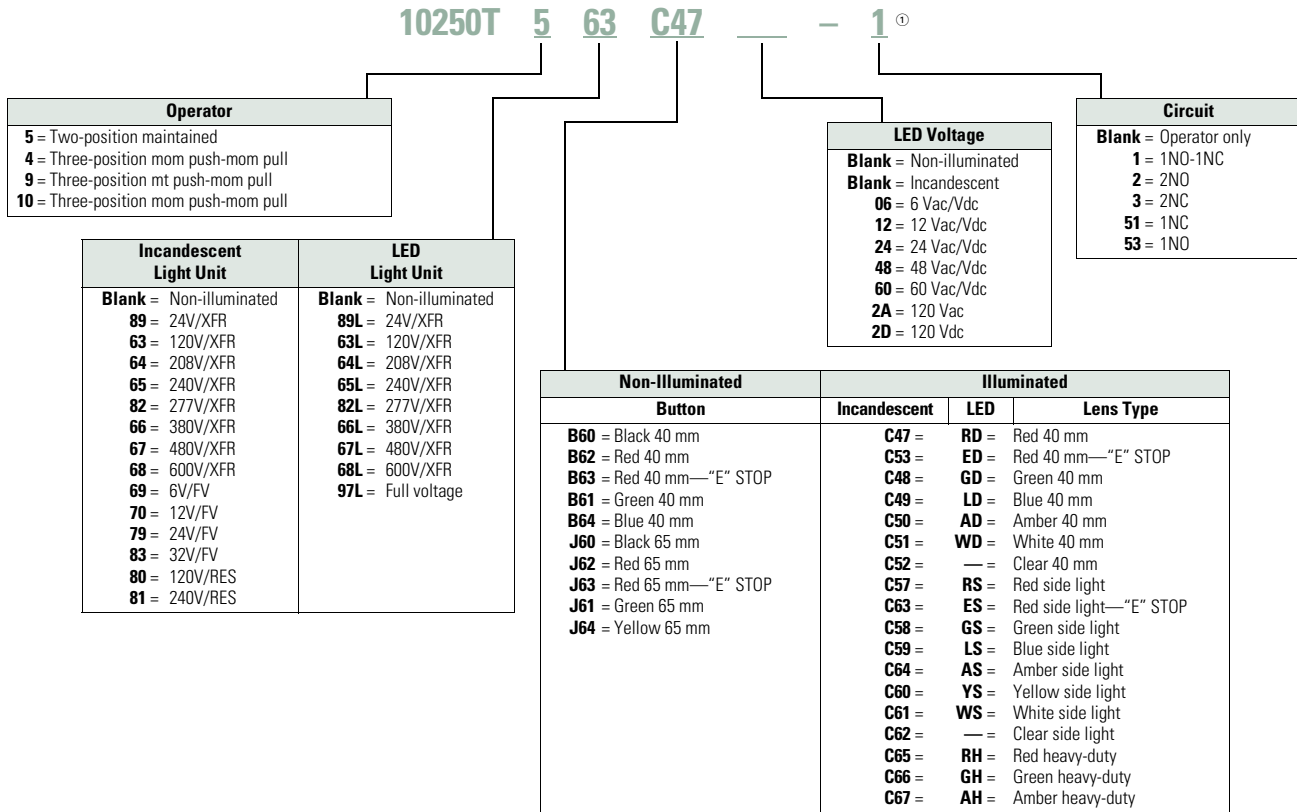 10250T 5 63 C47 ___ – 1 ①
Operator
5 = Two-position maintained
4 = Three-position mom push-mom pull
9 = Three-position mt push-mom pull
10 = Three-position mom push-mom pull
Incandescent Light Unit
Blank = Non-illuminated
89 = 24V/XFR
63 = 120V/XFR
64 = 208V/XFR
65 = 240V/XFR
82 = 277V/XFR
66 = 380V/XFR
67 = 480V/XFR
68 = 600V/XFR
69 = 6V/FV
70 = 12V/FV
79 = 24V/FV
83 = 32V/FV
80 = 120V/RES
81 = 240V/RES
LED Light Unit
Blank = Non-illuminated
89L = 24V/XFR
63L = 120V/XFR
64L = 208V/XFR
65L = 240V/XFR
82L = 277V/XFR
66L = 380V/XFR
67L = 480V/XFR
68L = 600V/XFR
97L = Full voltage
Non-Illuminated
Button
B60 = Black 40 mm
B62 = Red 40 mm
B63 = Red 40 mm—“E” STOP
B61 = Green 40 mm
B64 = Blue 40 mm
J60 = Black 65 mm
J62 = Red 65 mm
J63 = Red 65 mm—“E” STOP
J61 = Green 65 mm
J64 = Yellow 65 mm
Illuminated
Incandescent LED Lens Type
C47 = RD = Red 40 mm
C53 = ED = Red 40 mm—“E” STOP
C48 = GD = Green 40 mm
C49 = LD = Blue 40 mm
C50 = AD = Amber 40 mm
C51 = WD = White 40 mm
C52 = — = Clear 40 mm
C57 = RS = Red side light
C63 = ES = Red side light—“E” STOP
C58 = GS = Green side light
C59 = LS = Blue side light
C64 = AS = Amber side light
C60 = YS = Yellow side light
C61 = WS = White side light
C62 = — = Clear side light
C65 = RH = Red heavy-duty
C66 = GH = Green heavy-duty
C67 = AH = Amber heavy-duty
LED Voltage
Blank = Non-illuminated
Blank = Incandescent
06 = 6 Vac/Vdc
12 = 12 Vac/Vdc
24 = 24 Vac/Vdc
48 = 48 Vac/Vdc
60 = 60 Vac/Vdc
2A = 120 Vac
2D = 120 Vdc
Circuit
Blank = Operator only
1 = 1NO-1NC
2 = 2NO
3 = 2NC
51 = 1NC
53 = 1NO